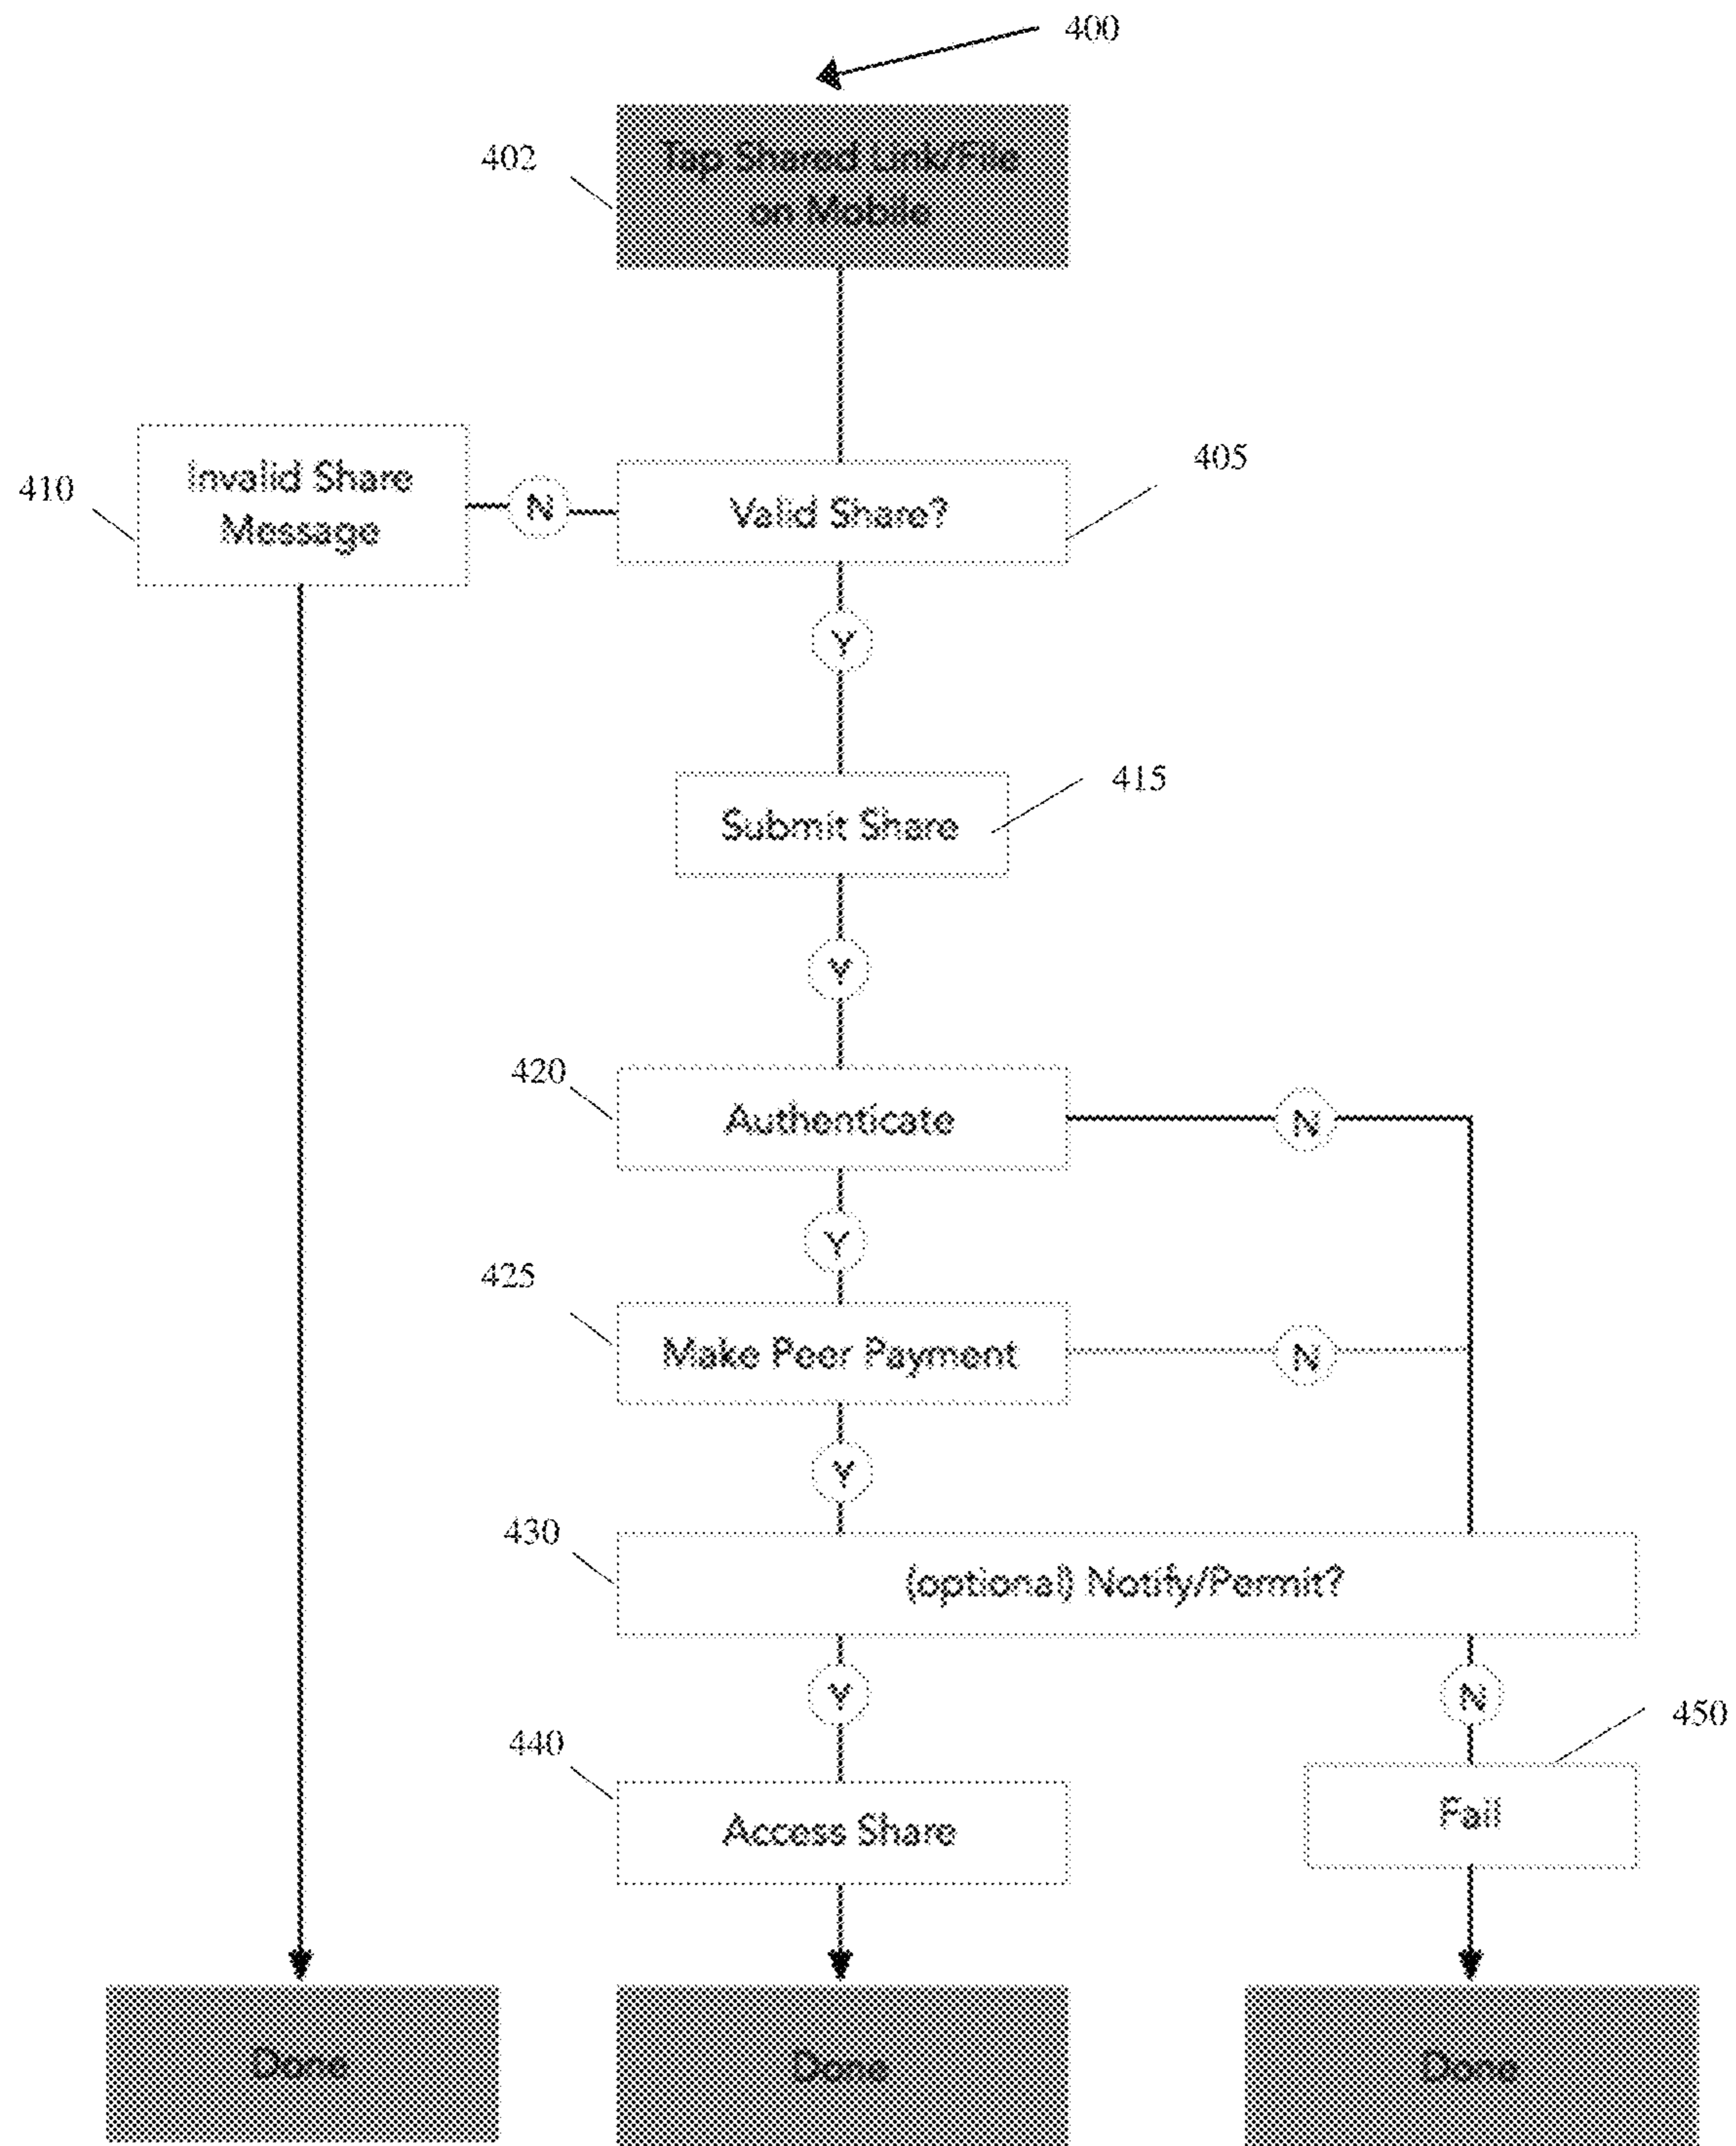 400
402
Tap Shared Link/File
on Mobile
405
Valid Share?
N
410
Invalid Share
Message
Y
415
Submit Share
Y
420
Authenticate
N
Y
425
Make Peer Payment
N
Y
430
(optional) Notify/Permit?
Y
N
440
Access Share
450
Fail
Done
Done
Done